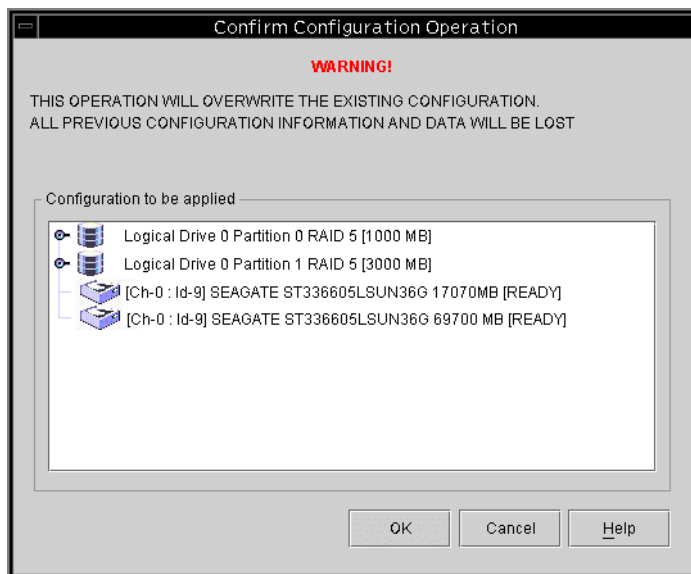 Confirm Configuration Operation
WARNING!
THIS OPERATION WILL OVERWRITE THE EXISTING CONFIGURATION.
ALL PREVIOUS CONFIGURATION INFORMATION AND DATA WILL BE LOST
Configuration to be applied
Logical Drive 0 Partition 0 RAID 5 [1000 MB]
Logical Drive 0 Partition 1 RAID 5 [3000 MB]
[Ch-0 : Id-9] SEAGATE ST336605LSUN36G 17070MB [READY]
[Ch-0 : Id-9] SEAGATE ST336605LSUN36G 69700 MB [READY]
OK Cancel Help